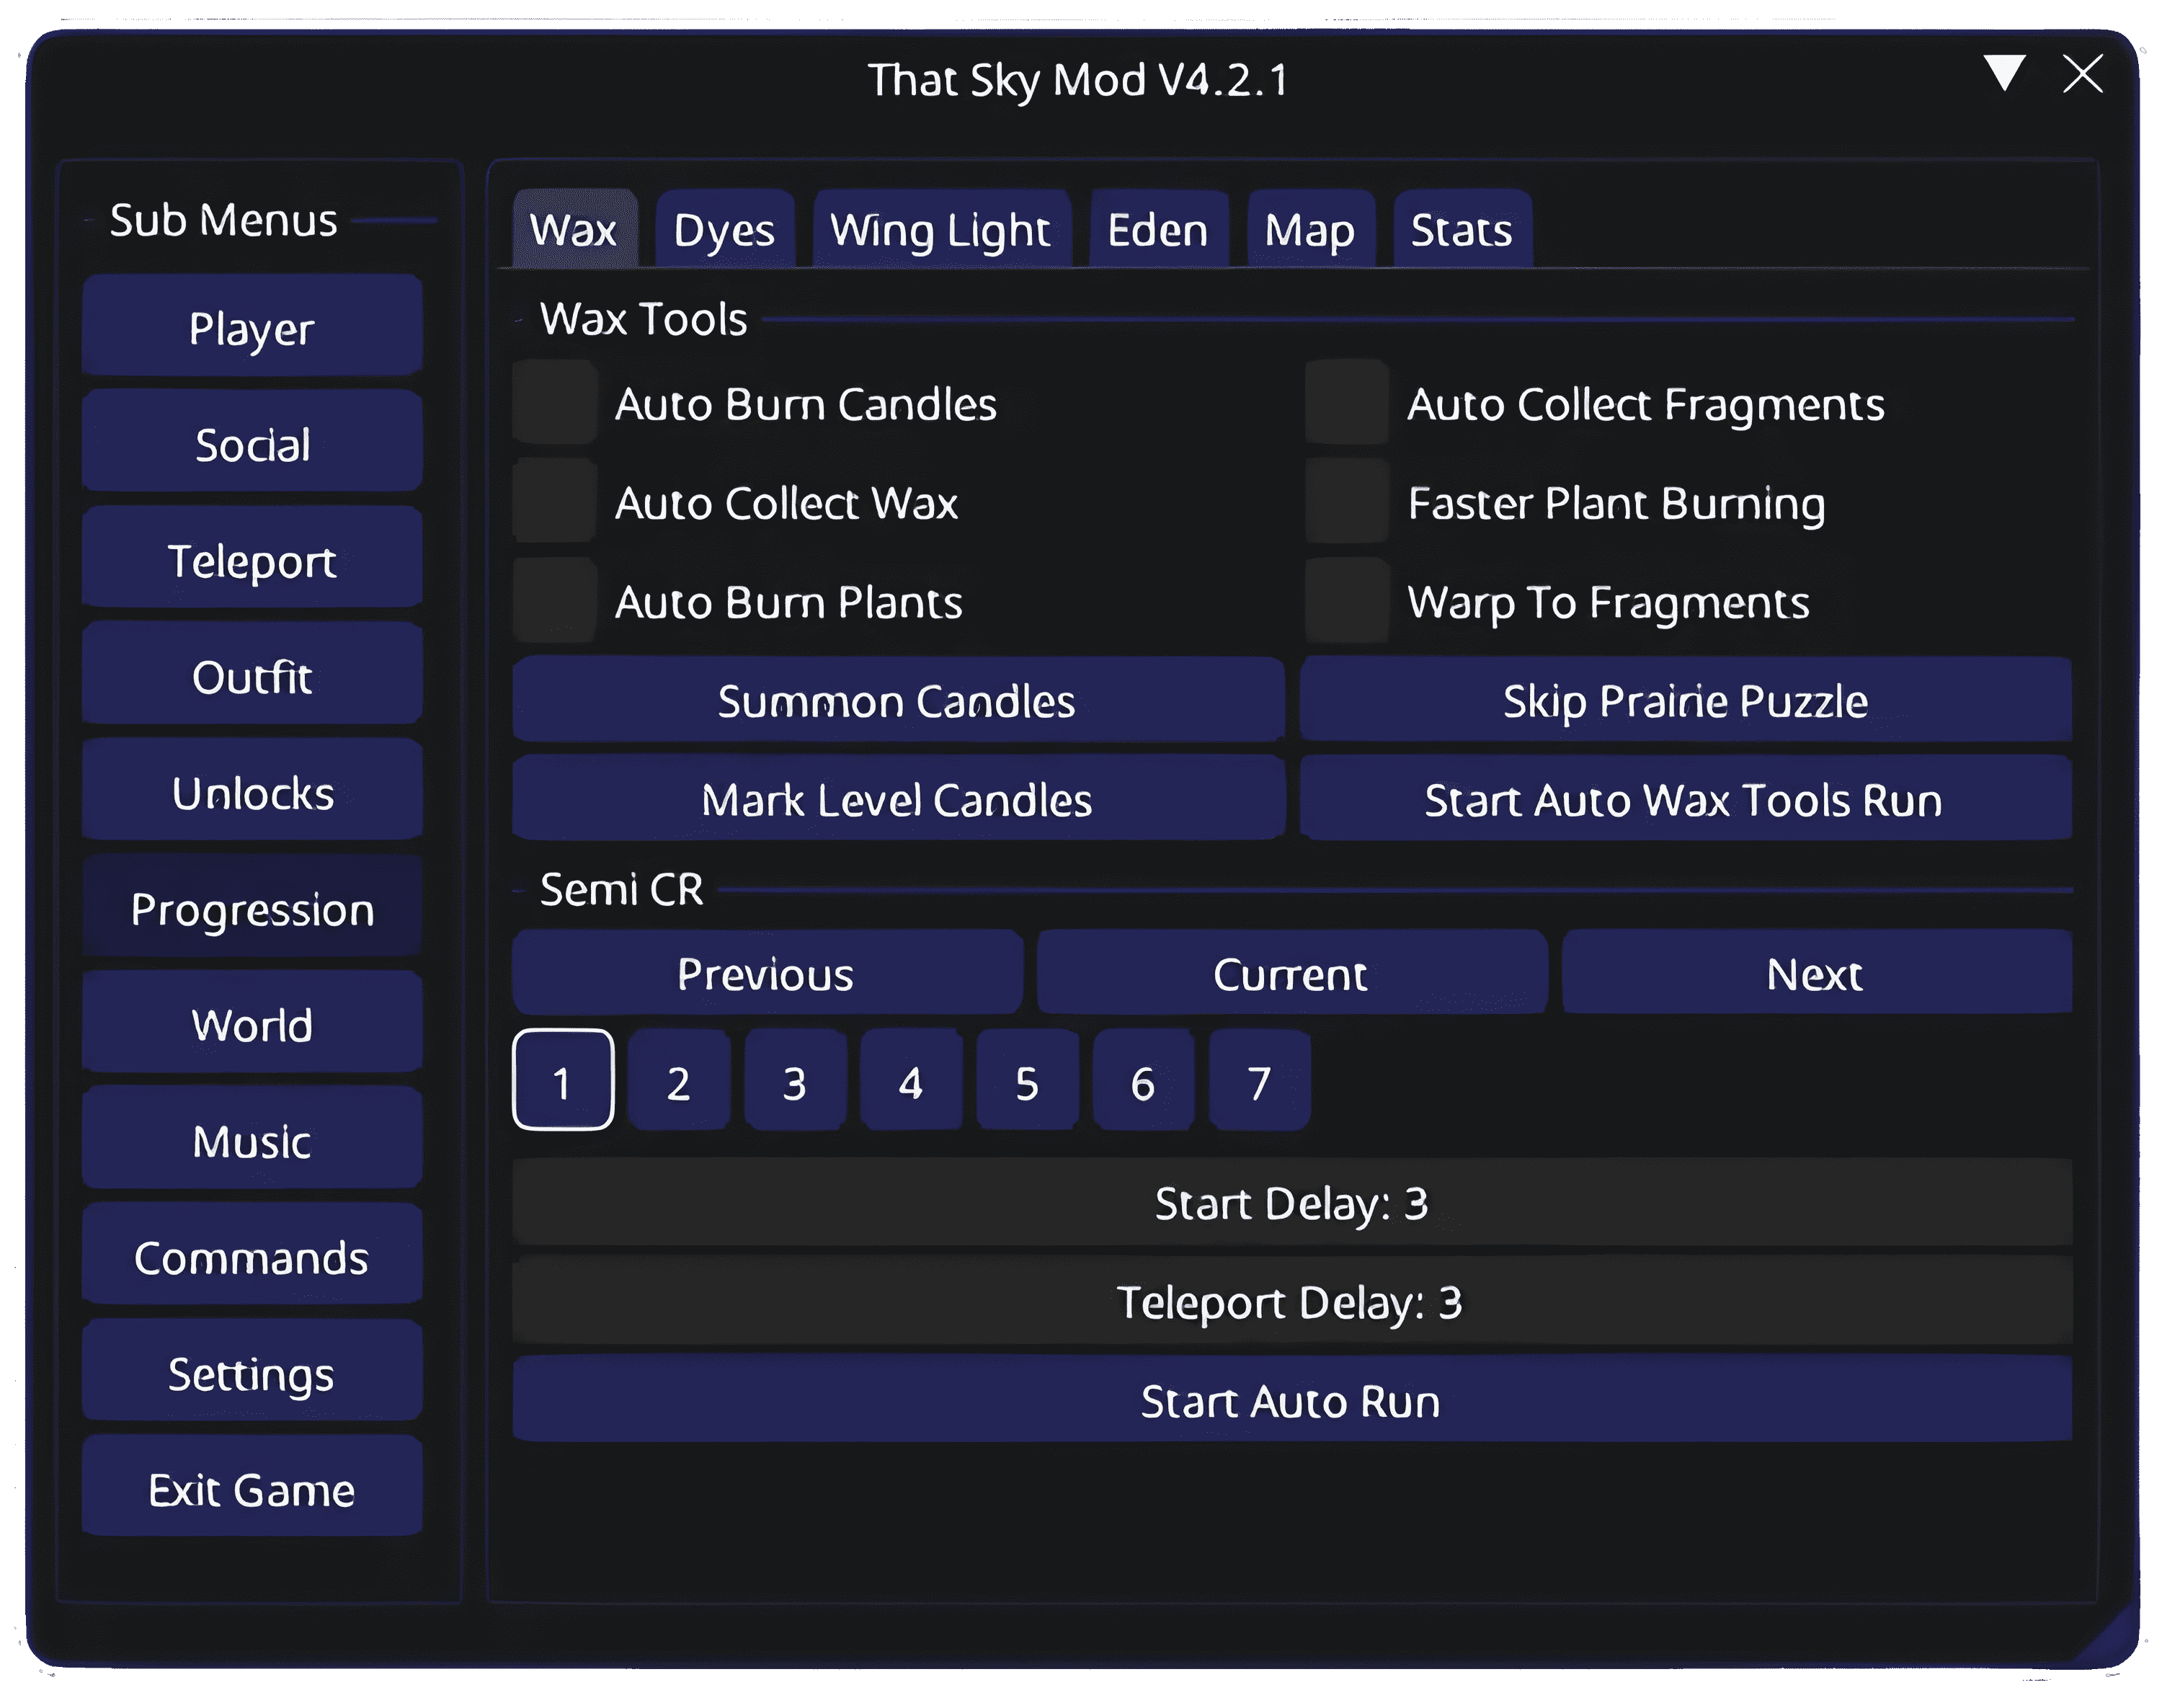 That Sky Mod V4.2.1
Sub Menus
Player
Social
Teleport
Outfit
Unlocks
Progression
World
Music
Commands
Settings
Exit Game
Wax Dyes Wing Light Eden Map Stats
Wax Tools
Auto Burn Candles Auto Collect Fragments
Auto Collect Wax Faster Plant Burning
Auto Burn Plants Warp To Fragments
Summon Candles Skip Prairie Puzzle
Mark Level Candles Start Auto Wax Tools Run
Semi CR
Previous Current Next
1 2 3 4 5 6 7
Start Delay: 3
Teleport Delay: 3
Start Auto Run